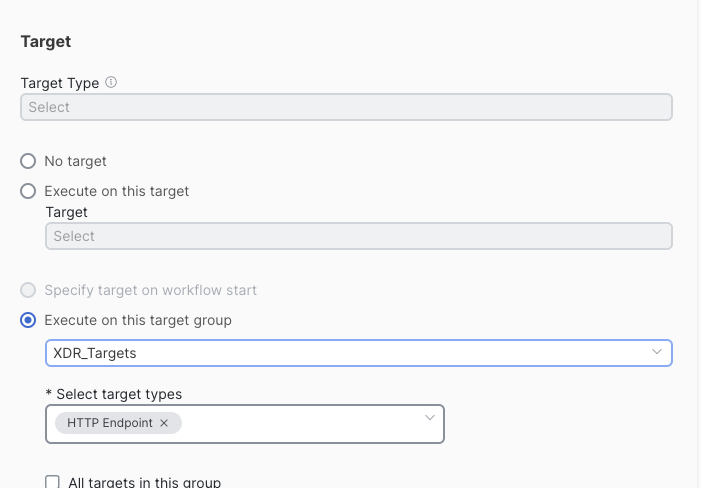 Target
Target Type
Select
No target
Execute on this target
Target
Select
Specify target on workflow start
Execute on this target group
XDR_Targets
* Select target types
HTTP Endpoint
All targets in this group